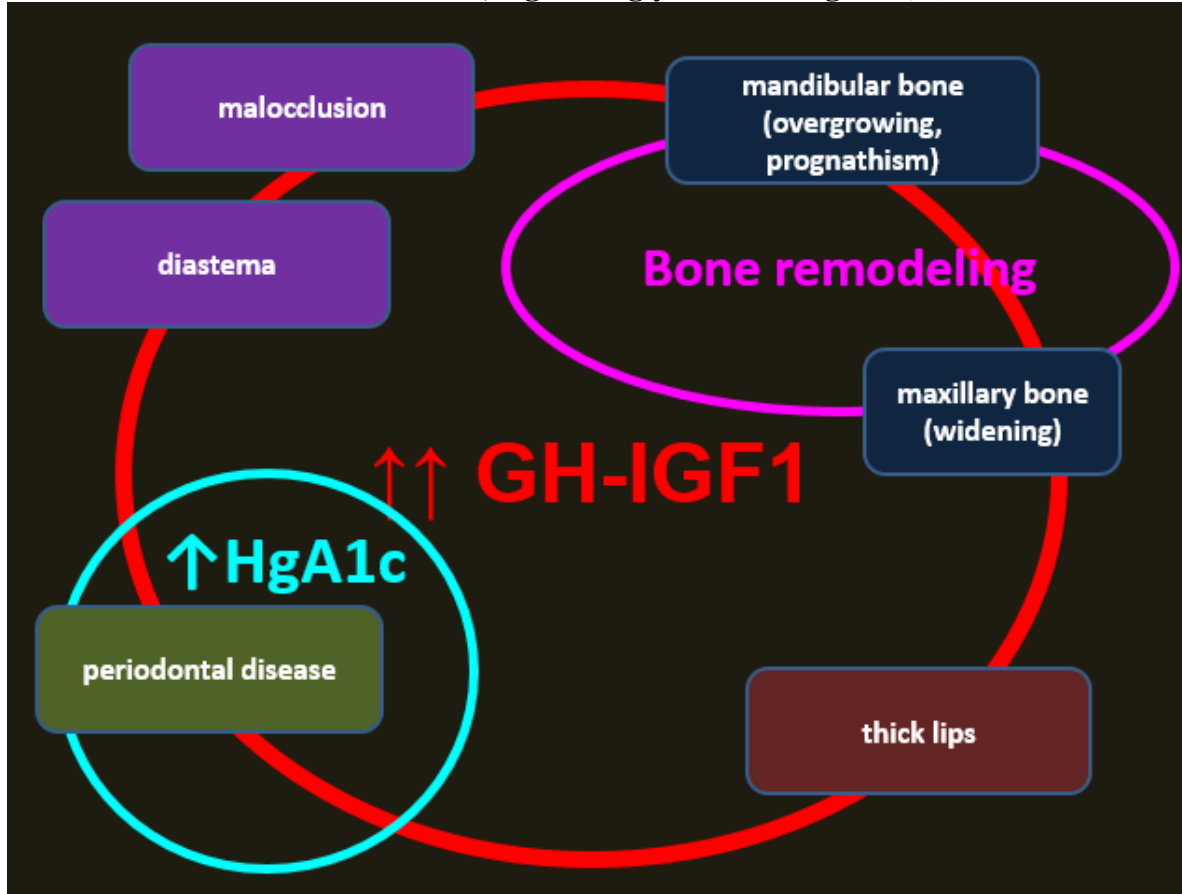 malocclusion
mandibular bone
(overgrowing,
prognathism)
diastema
Bone remodeling
maxillary bone
(widening)
↑↑ GH-IGF1
↑HgA1c
periodontal disease
thick lips